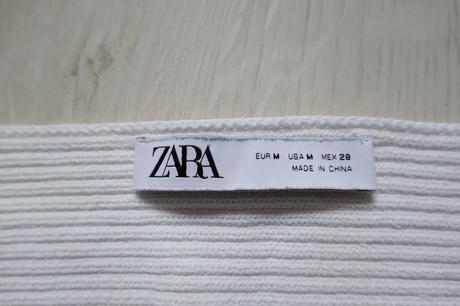 ZARA
EUR M USA M MEX 28
MADE IN CHINA